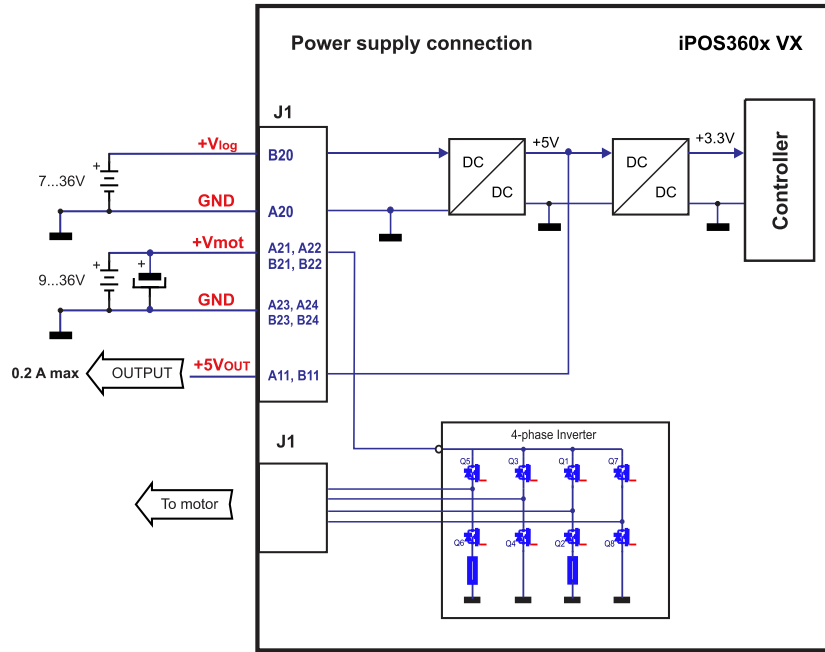 Power supply connection
iPOS360x VX
J1
+Vlog
B20
7...36V
+
GND
A20
+Vmot
A21, A22
B21, B22
9...36V
+
+
GND
A23, A24
B23, B24
+5VOUT
A11, B11
0.2 A max
OUTPUT
DC
DC
+5V
DC
DC
+3.3V
Controller
J1
To motor
4-phase Inverter
Q5
Q3
Q1
Q7
Q6
Q4
Q2
Q8